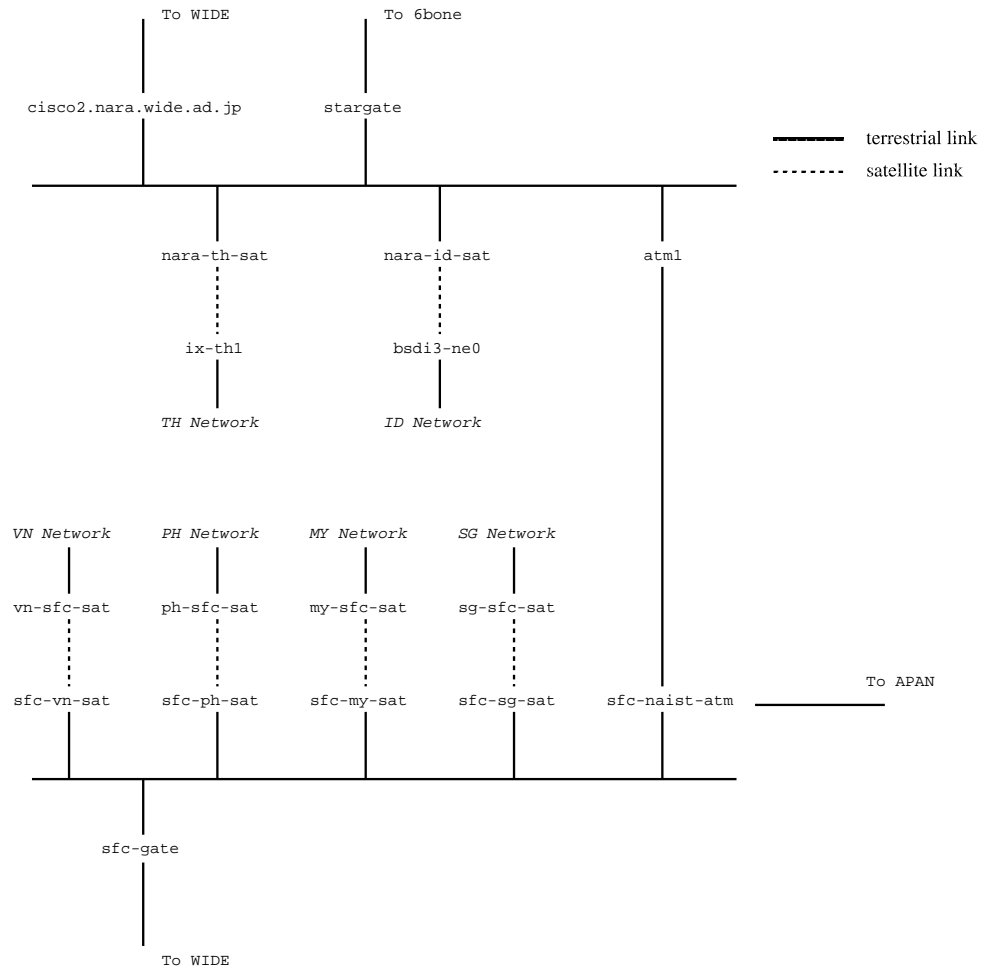 To WIDE
To 6bone
cisco2.nara.wide.ad.jp
stargate
terrestrial link
satellite link
nara-th-sat
nara-id-sat
atm1
ix-th1
bsdi3-ne0
TH Network
ID Network
VN Network
PH Network
MY Network
SG Network
vn-sfc-sat
ph-sfc-sat
my-sfc-sat
sg-sfc-sat
To APAN
sfc-vn-sat
sfc-ph-sat
sfc-my-sat
sfc-sg-sat
sfc-naist-atm
sfc-gate
To WIDE